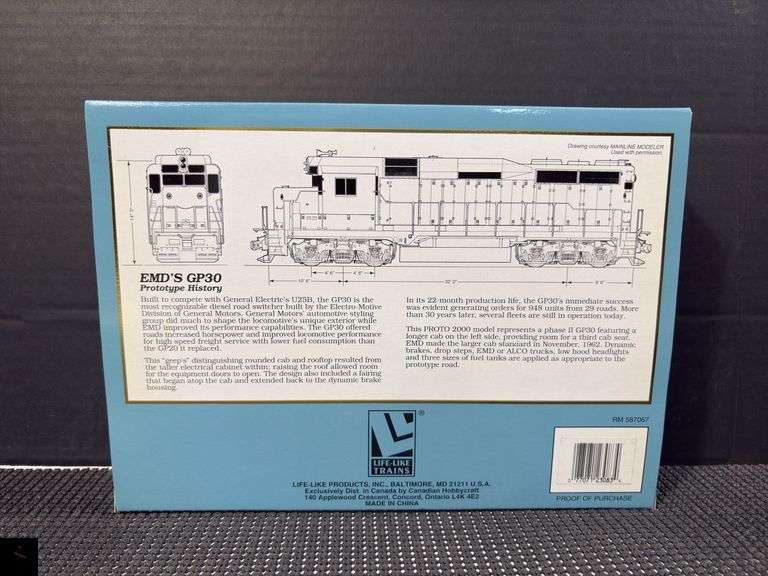 Drawing courtesy MAINLINE MODELER
Used with permission.
EMD'S GP30
Prototype History
Built to compete with General Electric's U25B, the GP30 is the
most recognizable diesel road switcher built by the Electro-Motive
Division of General Motors. General Motors' automotive styling
group did much to shape the locomotive's unique exterior while
EMD improved its performance capabilities. The GP30 offered
roads increased horsepower and improved locomotive performance
for high speed freight service with lower fuel consumption than
the GP20 it replaced.
This "geep's" distinguishing rounded cab and rooftop resulted from
the taller electrical cabinet within; raising the roof allowed room
for the equipment doors to open. The design also included a fairing
that began atop the cab and extended back to the dynamic brake
housing.
In its 22-month production life, the GP30's immediate success
was evident generating orders for 948 units from 29 roads. More
than 30 years later, several fleets are still in operation today.
This PROTO 2000 model represents a phase II GP30 featuring a
longer cab on the left side, providing room for a third cab seat.
EMD made the larger cab standard in November, 1962. Dynamic
brakes, drop steps, EMD or ALCO trucks, low hood headlights
and three sizes of fuel tanks are applied as appropriate to the
prototype road.
LIFE-LIKE
TRAINS
®
LIFE-LIKE PRODUCTS, INC., BALTIMORE, MD 21211 U.S.A.
Exclusively Dist. in Canada by Canadian Hobbycraft
140 Applewood Crescent, Concord, Ontario L4K 4E2
MADE IN CHINA
RM 587067
PROOF OF PURCHASE